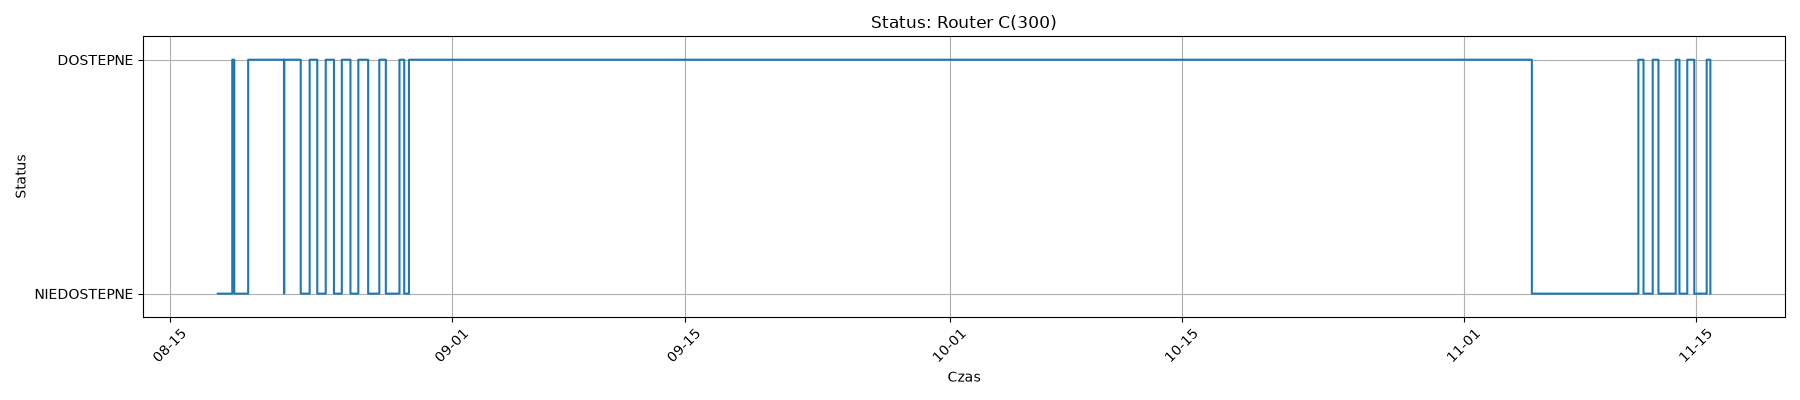 Status: Router C(300)
DOSTEPNE
Status
NIEDOSTEPNE
08-15
09-01
09-15
10-01
10-15
11-01
11-15
Czas